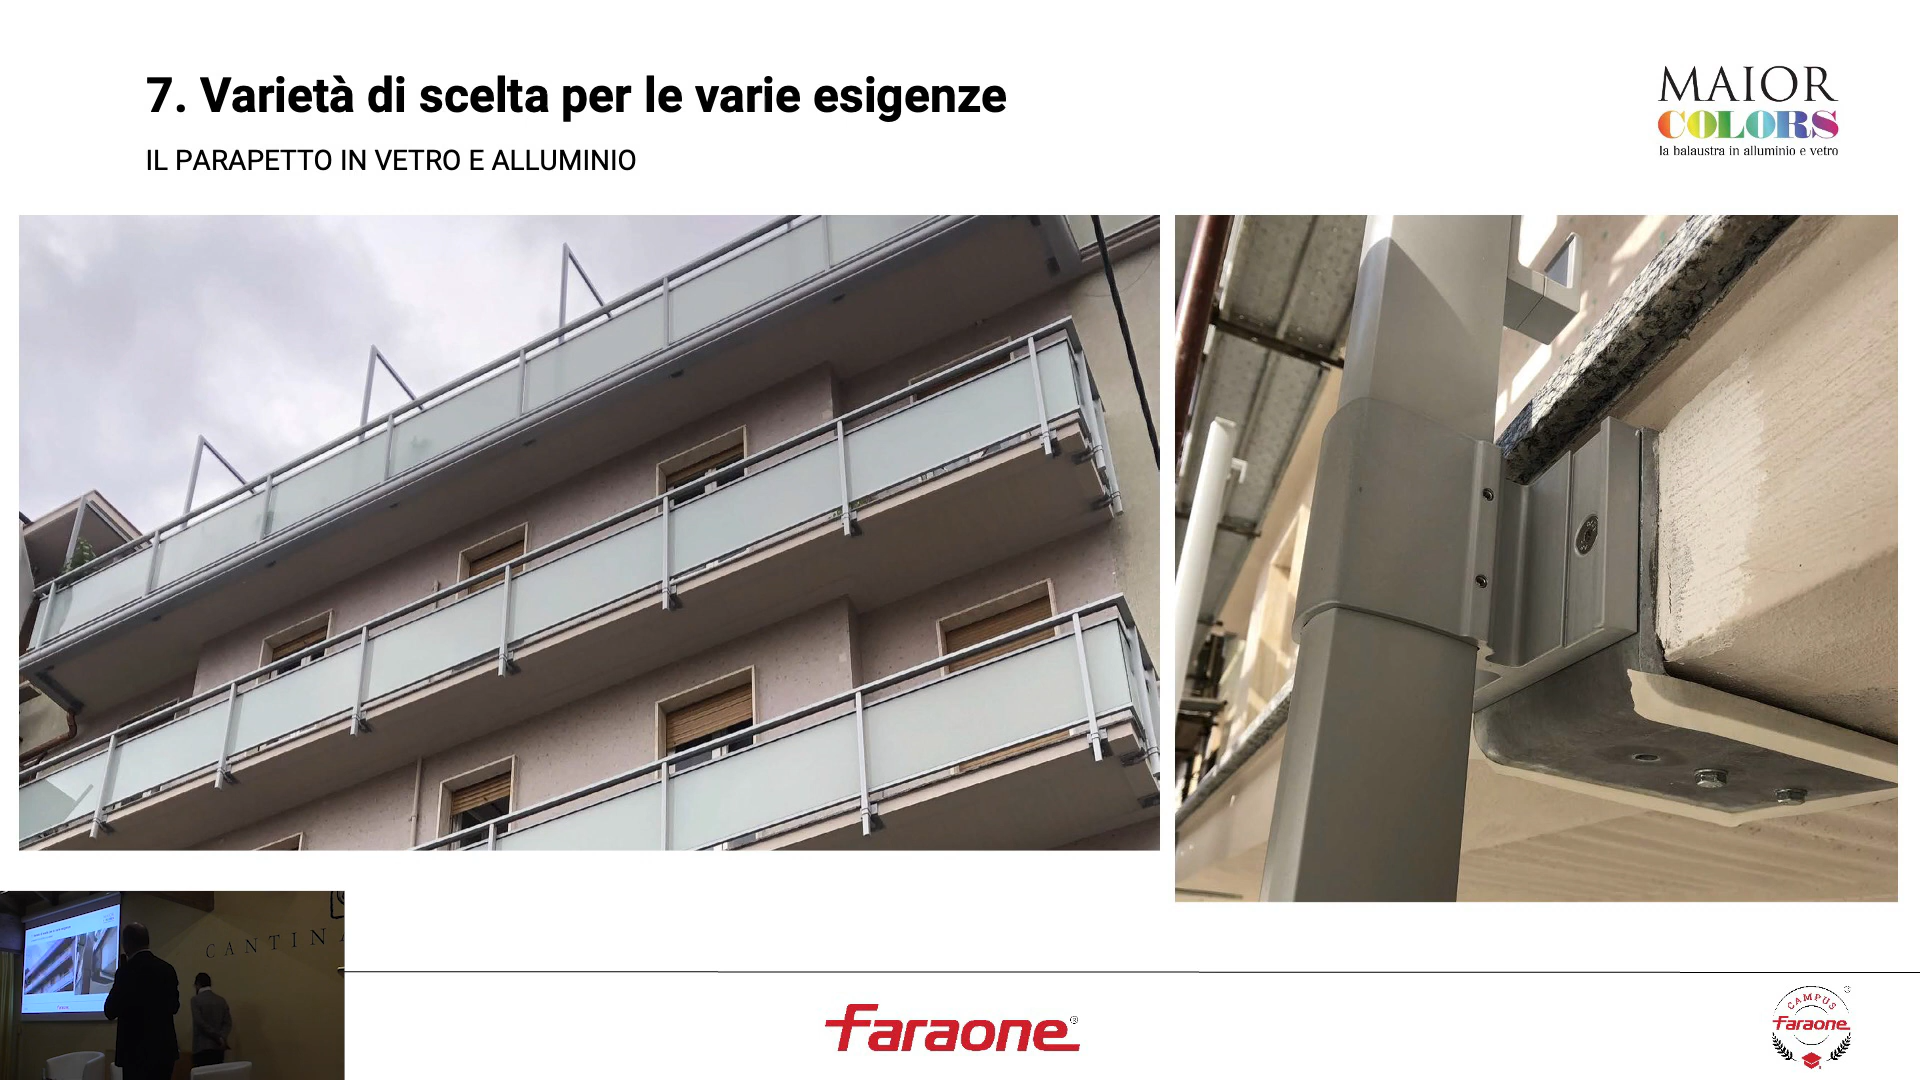 7. Varietà di scelta per le varie esigenze
IL PARAPETTO IN VETRO E ALLUMINIO
MAIOR
COLORS
la balaustra in alluminio e vetro
CANTINA
faraone®
CAMPUS
faraone